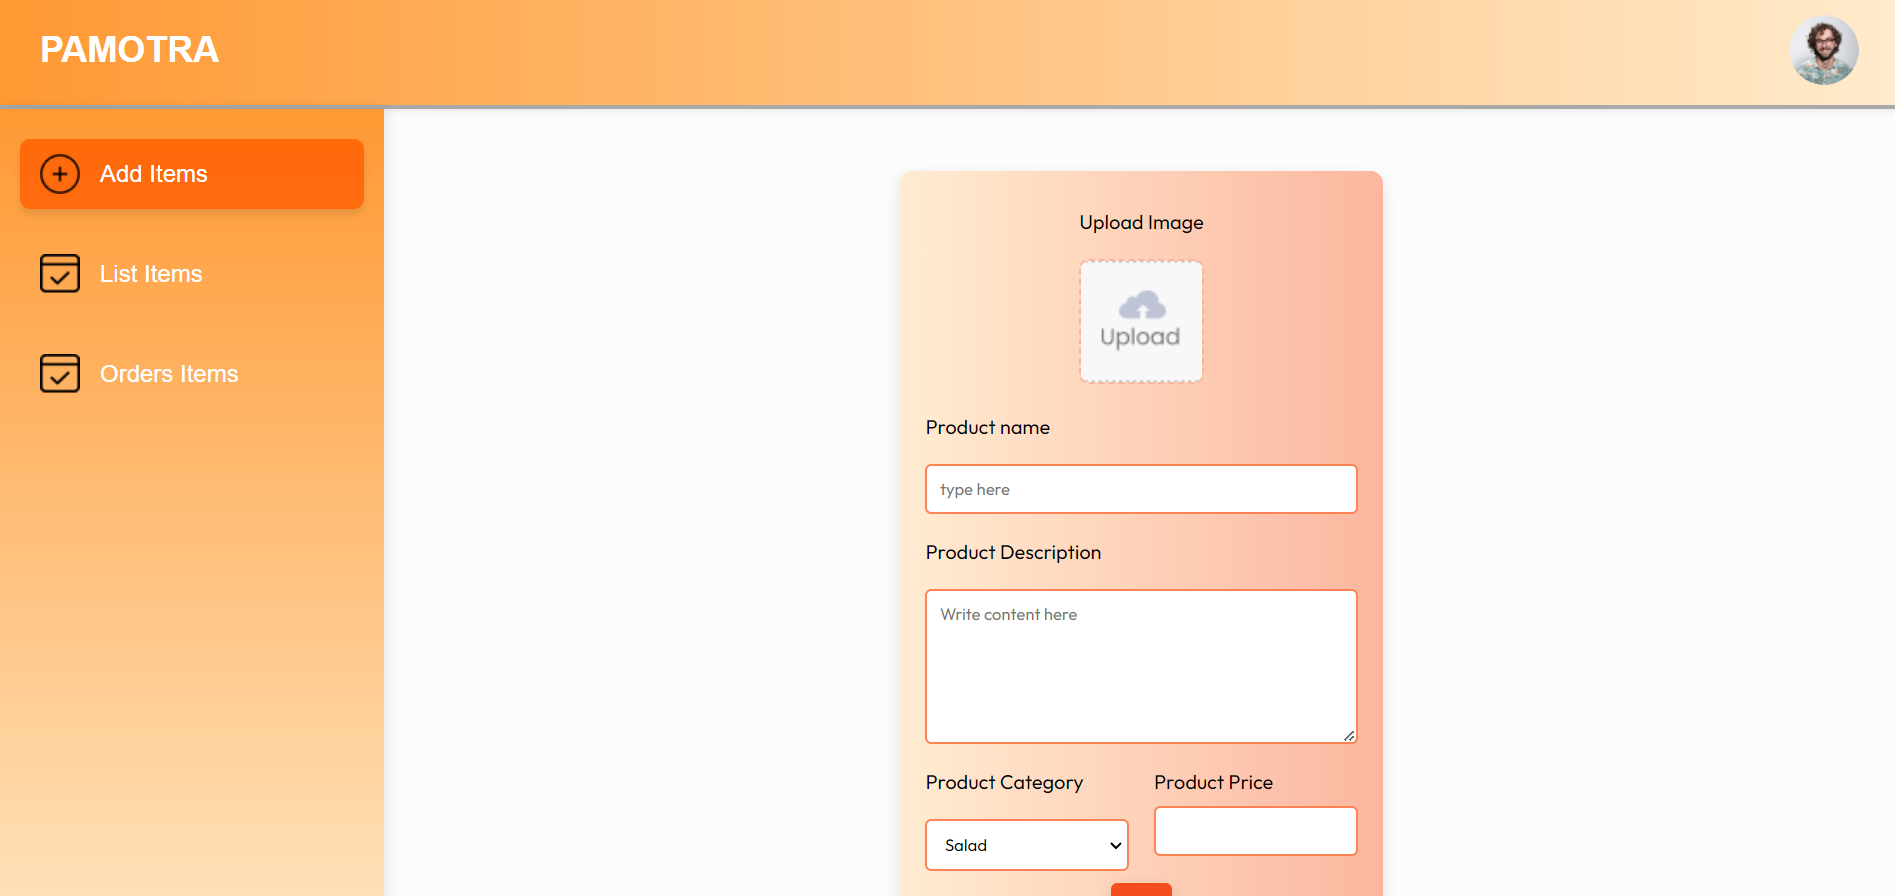 PAMOTRA
Add Items
List Items
Orders Items
Upload Image
Upload
Product name
type here
Product Description
Write content here
Product Category
Product Price
Salad